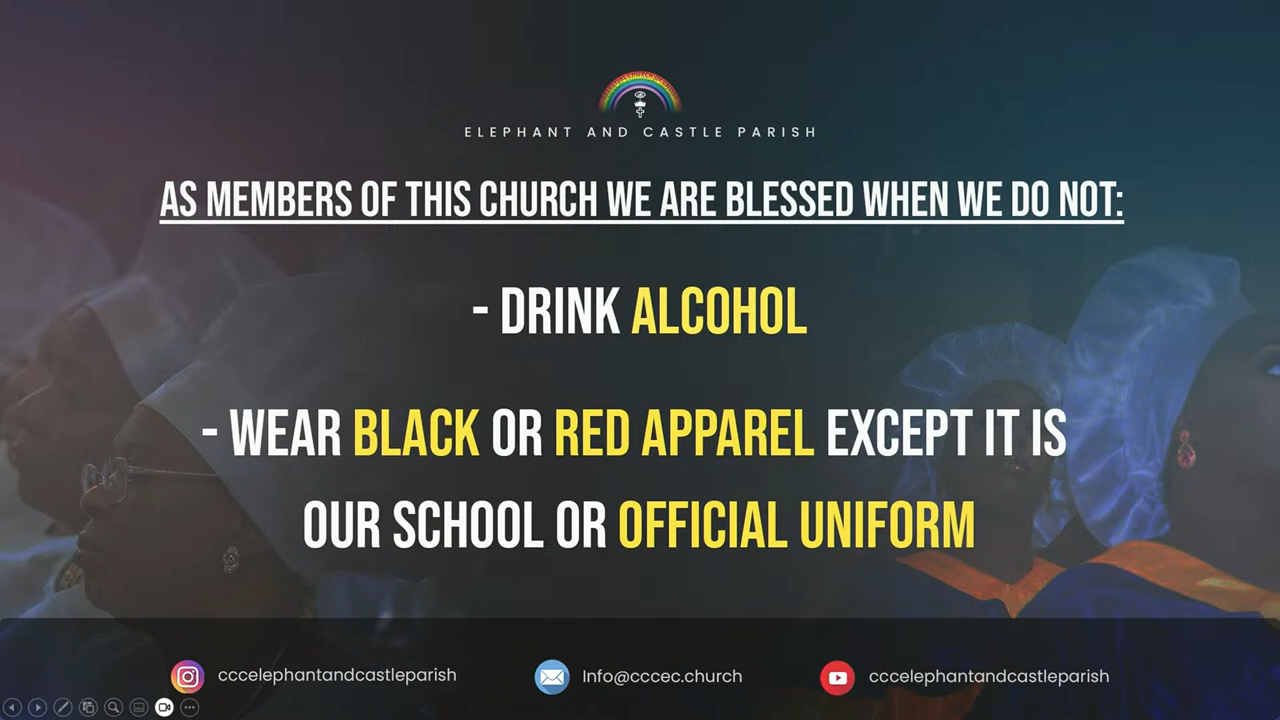 ELEPHANT AND CASTLE PARISH
AS MEMBERS OF THIS CHURCH WE ARE BLESSED WHEN WE DO NOT:
- DRINK ALCOHOL
- WEAR BLACK OR RED APPAREL EXCEPT IT IS
OUR SCHOOL OR OFFICIAL UNIFORM
cccelephantandcastleparish
Info@cccec.church
cccelephantandcastleparish